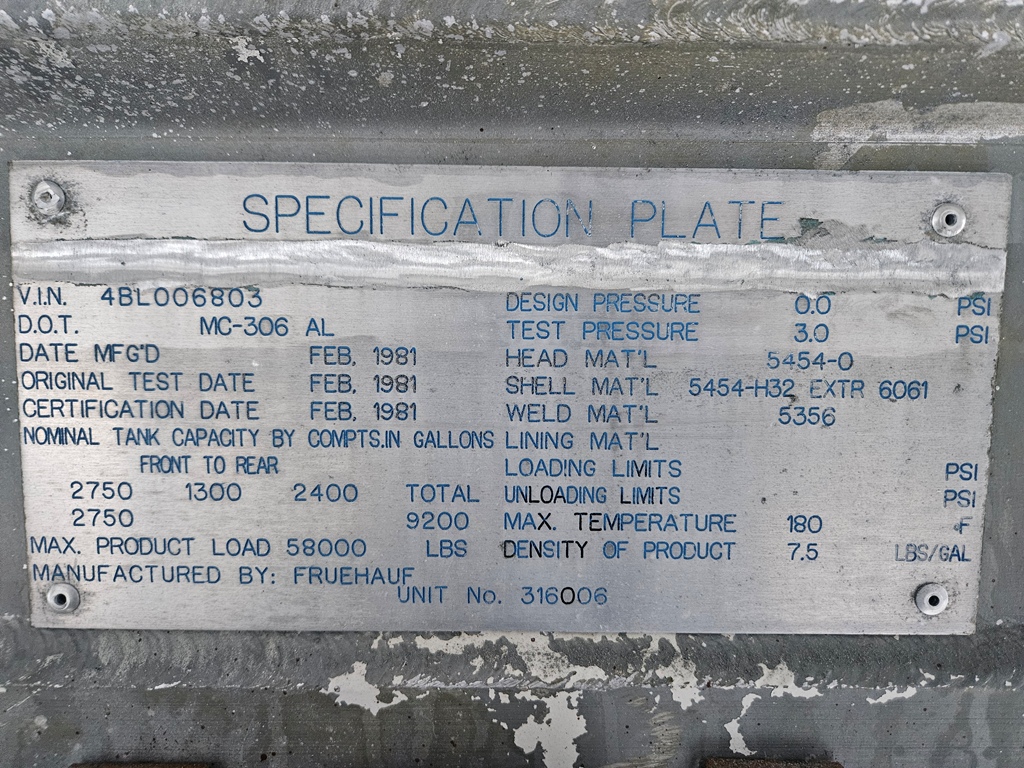 SPECIFICATION PLATE
V.I.N. 4BL006803
D.O.T. MC-306 AL
DATE MFG'D FEB. 1981
ORIGINAL TEST DATE FEB. 1981
CERTIFICATION DATE FEB. 1981
NOMINAL TANK CAPACITY BY COMPTS.IN GALLONS
FRONT TO REAR
2750 1300 2400 TOTAL
2750 9200
MAX. PRODUCT LOAD 58000 LBS
MANUFACTURED BY: FRUEHAUF
DESIGN PRESSURE 0.0 PSI
TEST PRESSURE 3.0 PSI
HEAD MAT'L 5454-O
SHELL MAT'L 5454-H32 EXTR 6061
WELD MAT'L 5356
LINING MAT'L
LOADING LIMITS PSI
UNLOADING LIMITS PSI
MAX. TEMPERATURE 180 °F
DENSITY OF PRODUCT 7.5 LBS/GAL
UNIT No. 316006